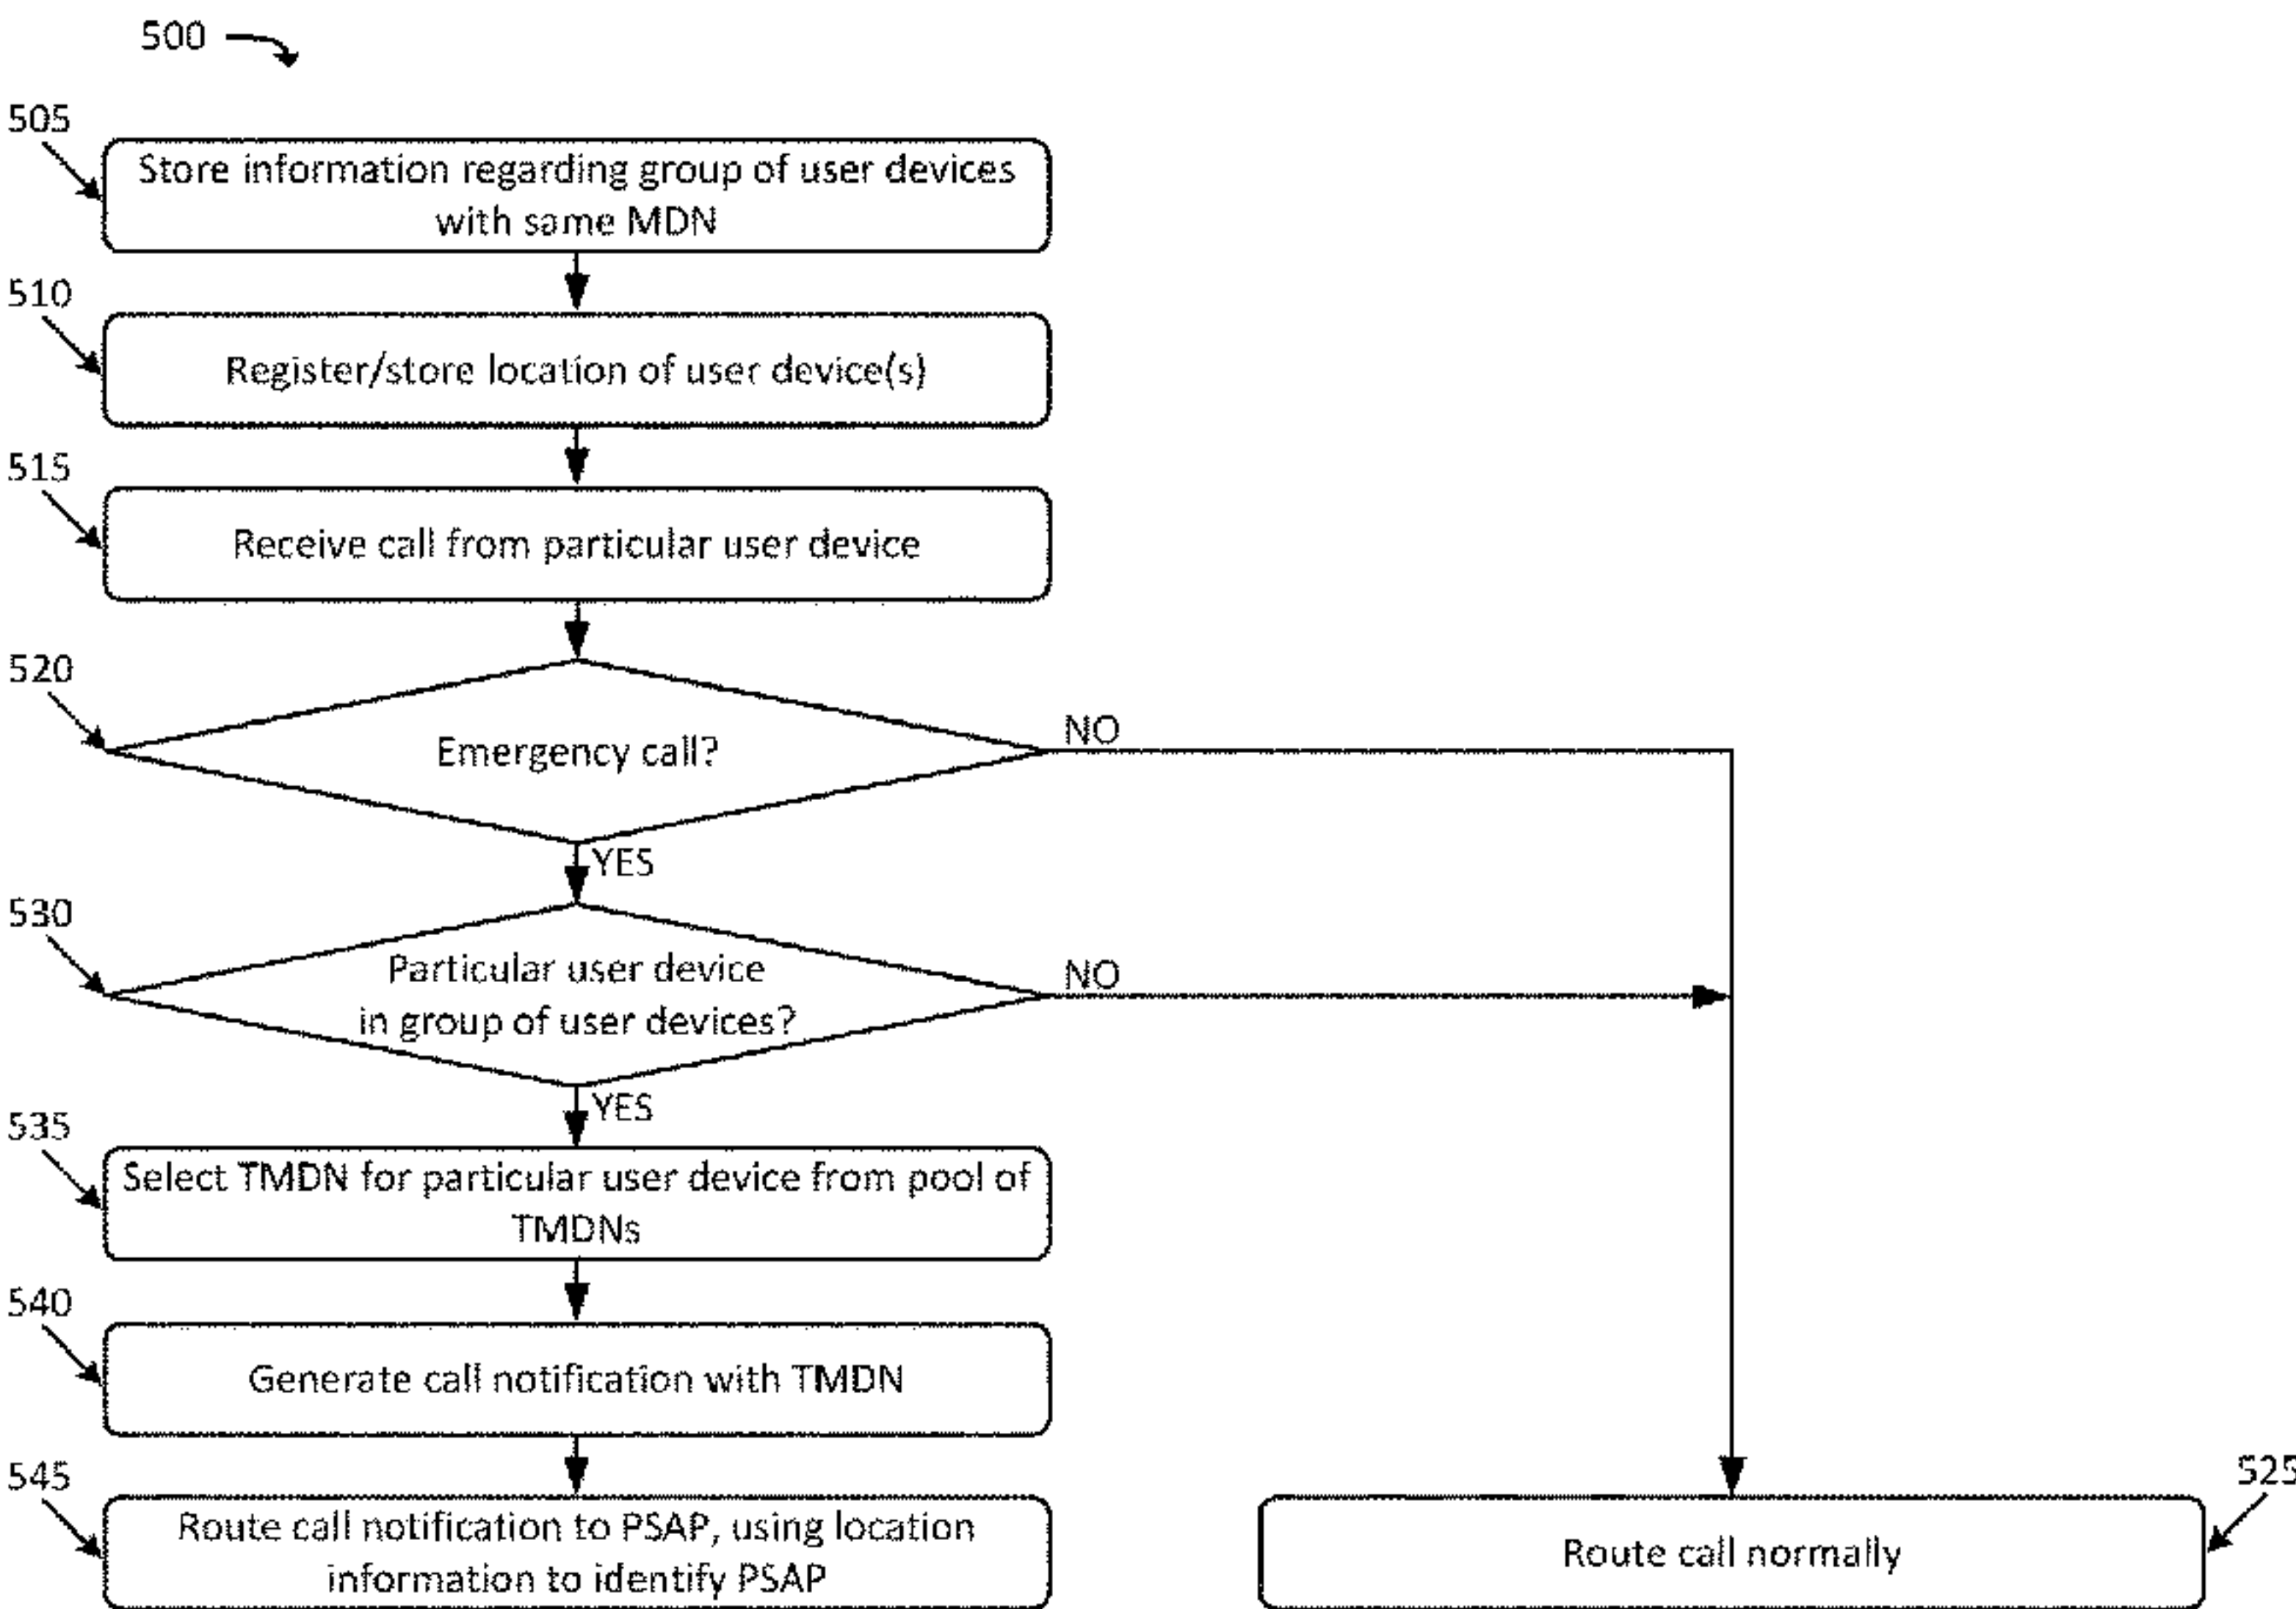 500
505
Store information regarding group of user devices
with same MDN
510
Register/store location of user device(s)
515
Receive call from particular user device
520
Emergency call?
NO
YES
530
Particular user device
in group of user devices?
NO
YES
535
Select TMDN for particular user device from pool of
TMDNs
540
Generate call notification with TMDN
545
Route call notification to PSAP, using location
information to identify PSAP
525
Route call normally